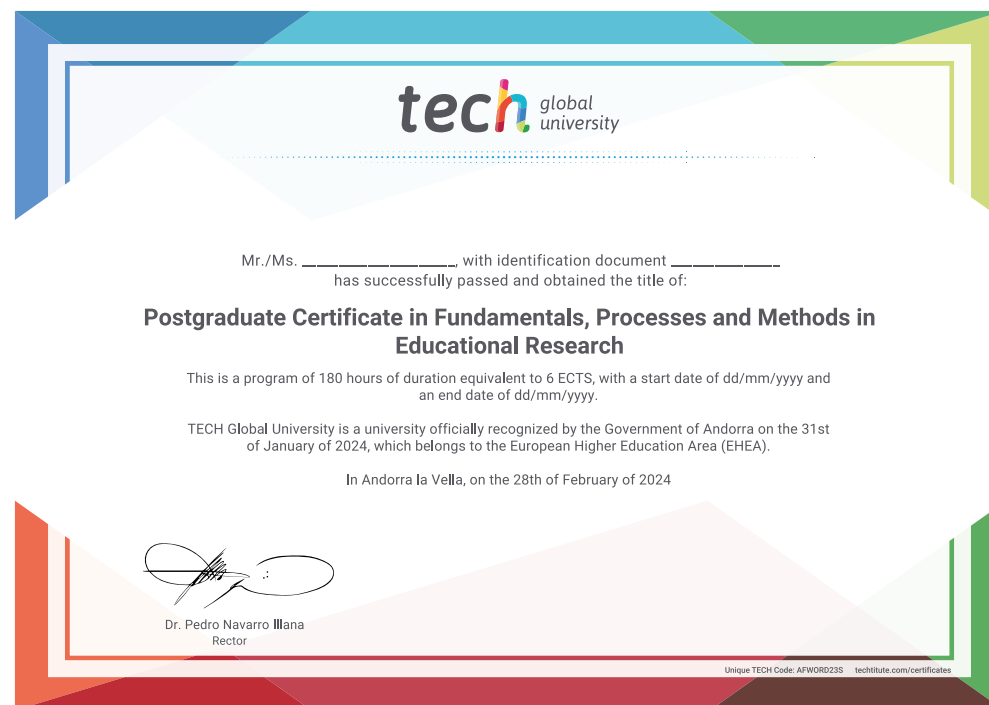 tech global university
Mr./Ms. __________________, with identification document _____________
has successfully passed and obtained the title of:
Postgraduate Certificate in Fundamentals, Processes and Methods in
Educational Research
This is a program of 180 hours of duration equivalent to 6 ECTS, with a start date of dd/mm/yyyy and
an end date of dd/mm/yyyy.
TECH Global University is a university officially recognized by the Government of Andorra on the 31st
of January of 2024, which belongs to the European Higher Education Area (EHEA).
In Andorra la Vella, on the 28th of February of 2024
Dr. Pedro Navarro Illana
Rector
Unique TECH Code: AFWORD23S techtitute.com/certificates